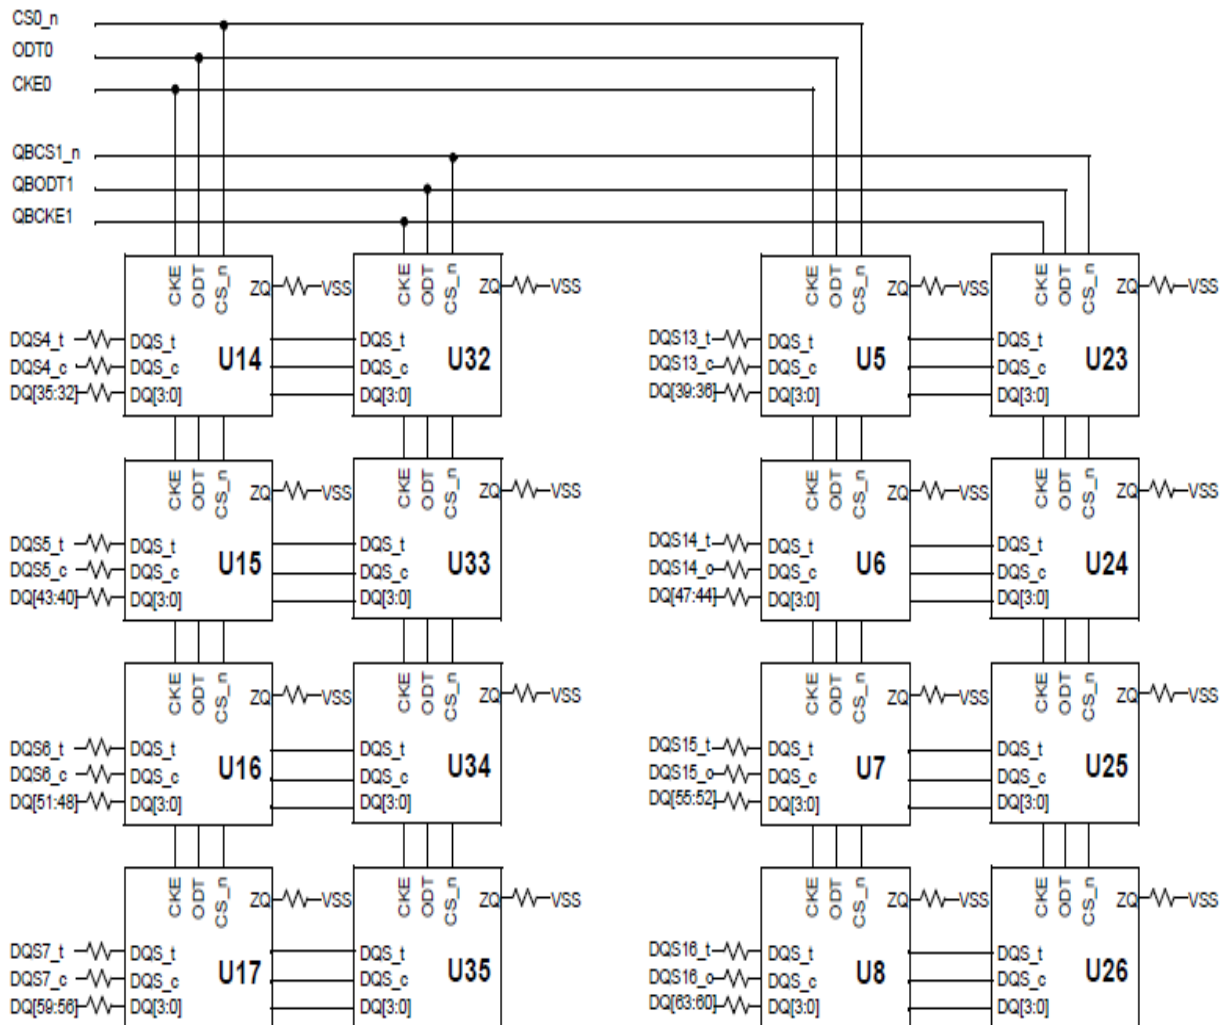 CS0_n
ODT0
CKE0
QBCS1_n
QBODT1
QBCKE1
CKE ODT CS_n ZQ VSS CKE ODT CS_n ZQ VSS CKE ODT CS_n ZQ VSS CKE ODT CS_n ZQ VSS
DQS4_t DQS_t DQS_t DQS13_t DQS_t DQS_t
DQS4_c DQS_c U14 DQS_c U32 DQS13_c DQS_c U5 DQS_c U23
DQ[35:32] DQ[3:0] DQ[3:0] DQ[39:36] DQ[3:0] DQ[3:0]
CKE ODT CS_n ZQ VSS CKE ODT CS_n ZQ VSS CKE ODT CS_n ZQ VSS CKE ODT CS_n ZQ VSS
DQS5_t DQS_t DQS_t DQS14_t DQS_t DQS_t
DQS5_c DQS_c U15 DQS_c U33 DQS14_c DQS_c U6 DQS_c U24
DQ[43:40] DQ[3:0] DQ[3:0] DQ[47:44] DQ[3:0] DQ[3:0]
CKE ODT CS_n ZQ VSS CKE ODT CS_n ZQ VSS CKE ODT CS_n ZQ VSS CKE ODT CS_n ZQ VSS
DQS6_t DQS_t DQS_t DQS15_t DQS_t DQS_t
DQS6_c DQS_c U16 DQS_c U34 DQS15_c DQS_c U7 DQS_c U25
DQ[51:48] DQ[3:0] DQ[3:0] DQ[55:52] DQ[3:0] DQ[3:0]
CKE ODT CS_n ZQ VSS CKE ODT CS_n ZQ VSS CKE ODT CS_n ZQ VSS CKE ODT CS_n ZQ VSS
DQS7_t DQS_t DQS_t DQS16_t DQS_t DQS_t
DQS7_c DQS_c U17 DQS_c U35 DQS16_c DQS_c U8 DQS_c U26
DQ[59:56] DQ[3:0] DQ[3:0] DQ[63:60] DQ[3:0] DQ[3:0]